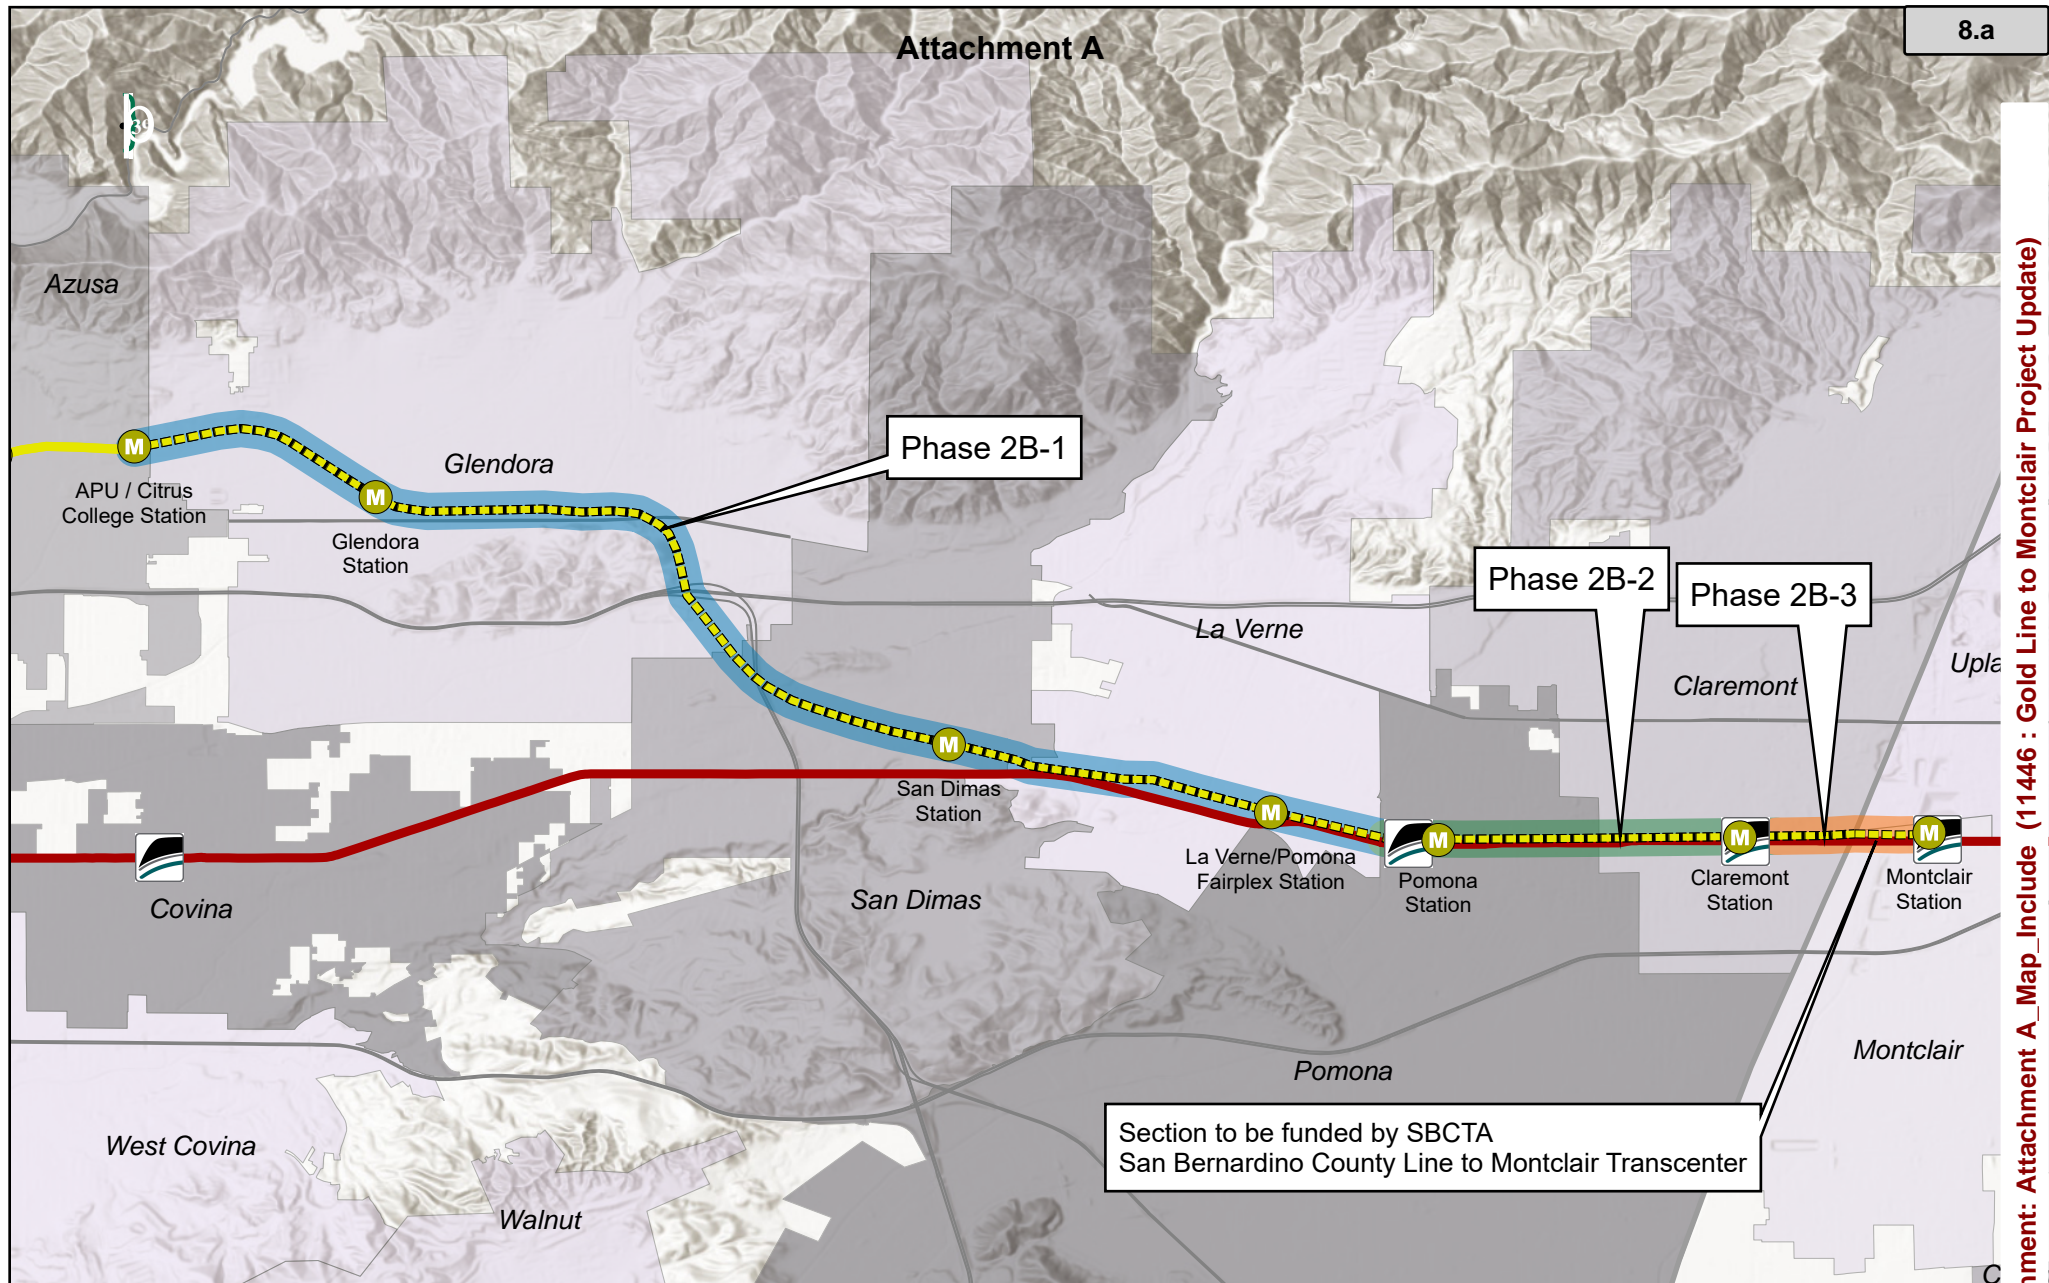 Attachment A
8.a
39
Azusa
M
M
Glendora
Phase 2B-1
APU / Citrus
College Station
Glendora
Station
Phase 2B-2
Phase 2B-3
La Verne
Claremont
M
San Dimas
Station
M
La Verne/Pomona
Fairplex Station
M
Pomona
Station
M
Claremont
Station
M
Montclair
Station
Covina
San Dimas
Montclair
Pomona
Section to be funded by SBCTA
San Bernardino County Line to Montclair Transcenter
West Covina
Walnut
Upla
C
nment: Attachment A_Map_Include (11446 : Gold Line to Montclair Project Update)